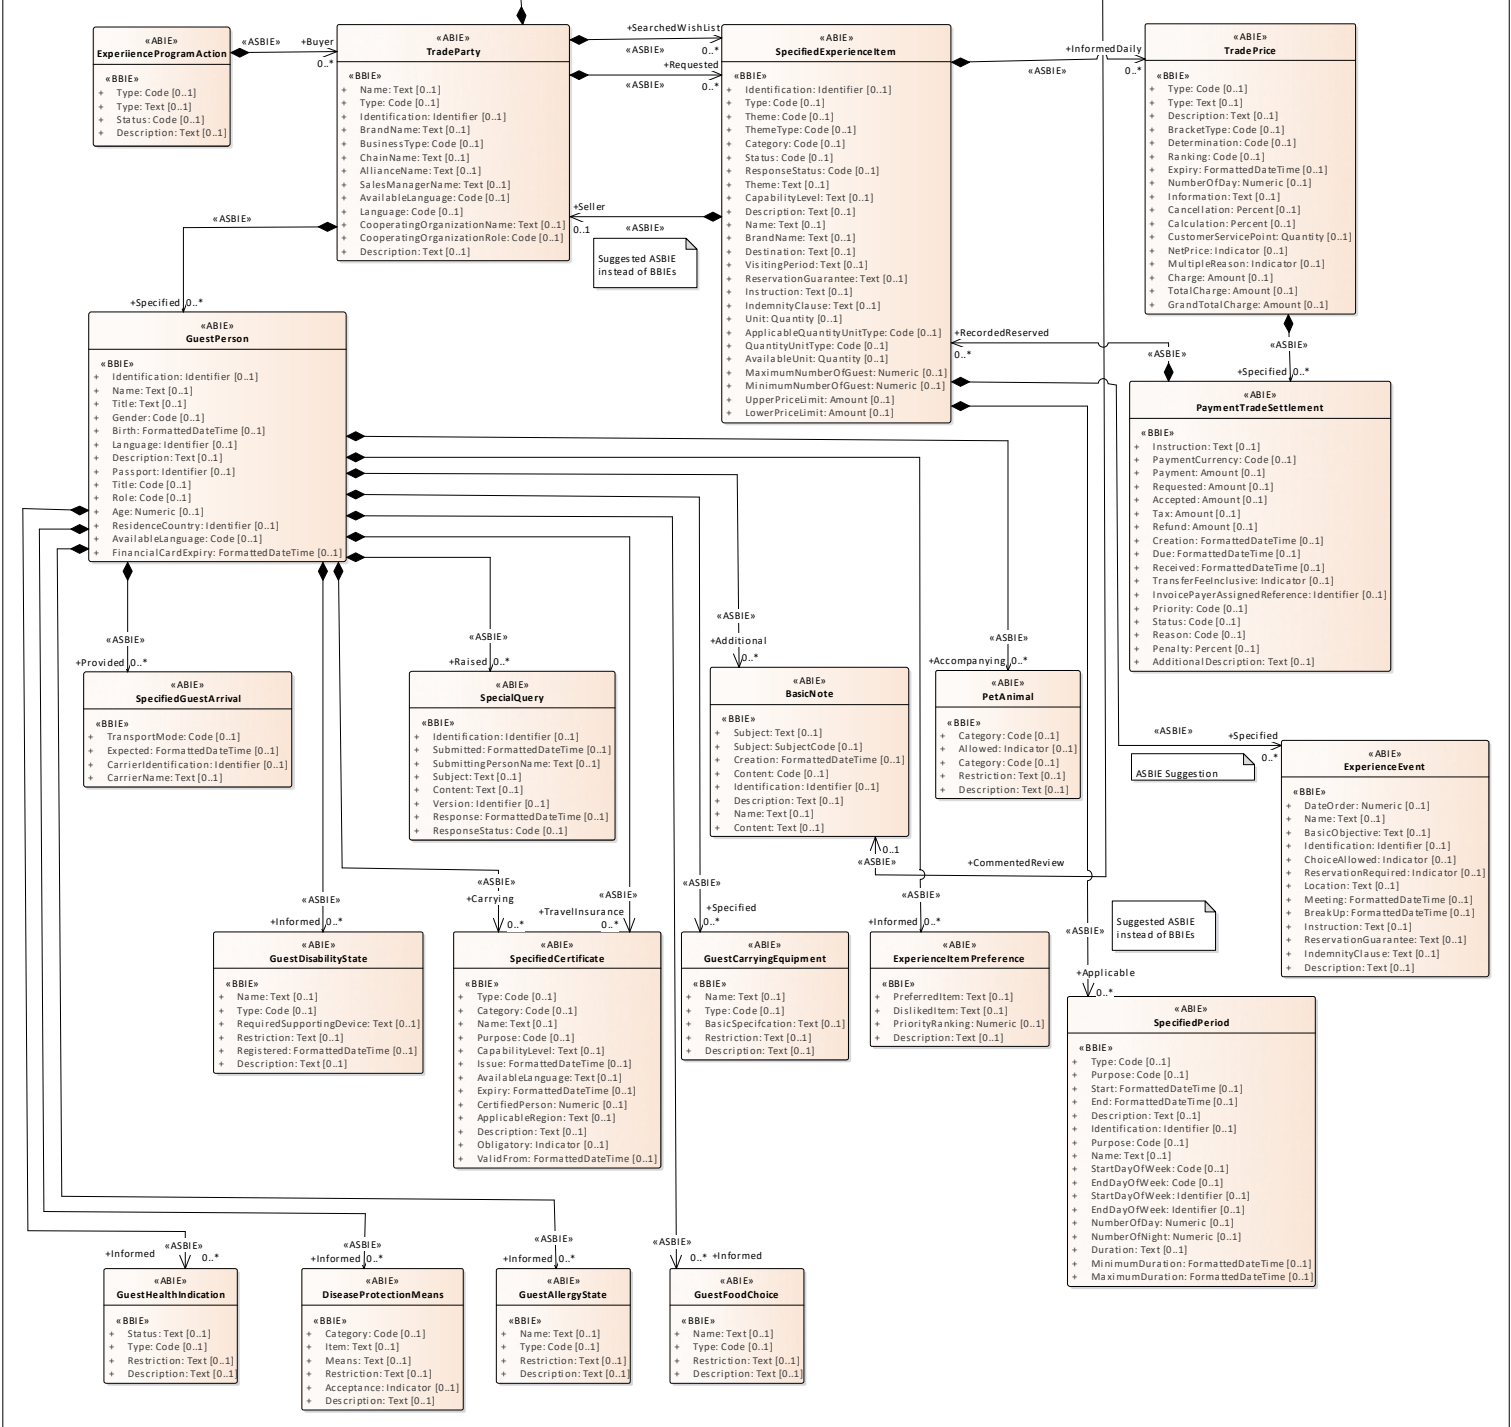 «ABIE»
ExperiienceProgramAction
«BBIE»
+ Type: Code [0..1]
+ Type: Text [0..1]
+ Status: Code [0..1]
+ Description: Text [0..1]
«ASBIE»
+Buyer
0..*
«ABIE»
TradeParty
«BBIE»
+ Name: Text [0..1]
+ Type: Code [0..1]
+ Identification: Identifier [0..1]
+ BrandName: Text [0..1]
+ BusinessType: Code [0..1]
+ ChainName: Text [0..1]
+ AllianceName: Text [0..1]
+ SalesManagerName: Text [0..1]
+ AvailableLanguage: Code [0..1]
+ Language: Code [0..1]
+ CooperatingOrganizationName: Text [0..1]
+ CooperatingOrganizationRole: Code [0..1]
+ Description: Text [0..1]
+SearchedWishList
«ASBIE»
0..*
+Requested
«ASBIE»
0..*
+Seller
0..1
«ASBIE»
Suggested ASBIE
instead of BBIEs
«ABIE»
SpecifiedExperienceItem
«BBIE»
+ Identification: Identifier [0..1]
+ Type: Code [0..1]
+ Theme: Code [0..1]
+ ThemeType: Code [0..1]
+ Category: Code [0..1]
+ Status: Code [0..1]
+ ResponseStatus: Code [0..1]
+ Theme: Text [0..1]
+ CapabilityLevel: Text [0..1]
+ Description: Text [0..1]
+ Name: Text [0..1]
+ BrandName: Text [0..1]
+ Destination: Text [0..1]
+ VisitingPeriod: Text [0..1]
+ ReservationGuarantee: Text [0..1]
+ Instruction: Text [0..1]
+ IndemnityClause: Text [0..1]
+ Unit: Quantity [0..1]
+ ApplicableQuantityUnitType: Code [0..1]
+ QuantityUnitType: Code [0..1]
+ AvailableUnit: Quantity [0..1]
+ MaximumNumberOfGuest: Numeric [0..1]
+ MinimumNumberOfGuest: Numeric [0..1]
+ UpperPriceLimit: Amount [0..1]
+ LowerPriceLimit: Amount [0..1]
+InformedDaily
«ASBIE»
0..*
«ABIE»
TradePrice
«BBIE»
+ Type: Code [0..1]
+ Type: Text [0..1]
+ Description: Text [0..1]
+ BracketType: Code [0..1]
+ Determination: Code [0..1]
+ Ranking: Code [0..1]
+ Expiry: FormattedDateTime [0..1]
+ NumberOfDay: Numeric [0..1]
+ Information: Text [0..1]
+ Cancellation: Percent [0..1]
+ Calculation: Percent [0..1]
+ CustomerServicePoint: Quantity [0..1]
+ NetPrice: Indicator [0..1]
+ MultipleReason: Indicator [0..1]
+ Charge: Amount [0..1]
+ TotalCharge: Amount [0..1]
+ GrandTotalCharge: Amount [0..1]
+RecordedReserved
0..*
«ASBIE»
«ASBIE»
+Specified 0..*
«ABIE»
PaymentTradeSettlement
«BBIE»
+ Instruction: Text [0..1]
+ PaymentCurrency: Code [0..1]
+ Payment: Amount [0..1]
+ Requested: Amount [0..1]
+ Accepted: Amount [0..1]
+ Tax: Amount [0..1]
+ Refund: Amount [0..1]
+ Creation: FormattedDateTime [0..1]
+ Due: FormattedDateTime [0..1]
+ Received: FormattedDateTime [0..1]
+ TransferFeeInclusive: Indicator [0..1]
+ InvoicePayerAssignedReference: Identifier [0..1]
+ Priority: Code [0..1]
+ Status: Code [0..1]
+ Reason: Code [0..1]
+ Penalty: Percent [0..1]
+ AdditionalDescription: Text [0..1]
«ASBIE»
+Specified 0..*
«ABIE»
GuestPerson
«BBIE»
+ Identification: Identifier [0..1]
+ Name: Text [0..1]
+ Title: Text [0..1]
+ Gender: Code [0..1]
+ Birth: FormattedDateTime [0..1]
+ Language: Identifier [0..1]
+ Description: Text [0..1]
+ Passport: Identifier [0..1]
+ Title: Code [0..1]
+ Role: Code [0..1]
+ Age: Numeric [0..1]
+ ResidenceCountry: Identifier [0..1]
+ AvailableLanguage: Code [0..1]
+ FinancialCardExpiry: FormattedDateTime [0..1]
«ASBIE»
+Provided 0..*
«ABIE»
SpecifiedGuestArrival
«BBIE»
+ TransportMode: Code [0..1]
+ Expected: FormattedDateTime [0..1]
+ CarrierIdentification: Identifier [0..1]
+ CarrierName: Text [0..1]
«ASBIE»
+Raised 0..*
«ABIE»
SpecialQuery
«BBIE»
+ Identification: Identifier [0..1]
+ Submitted: FormattedDateTime [0..1]
+ SubmittingPersonName: Text [0..1]
+ Subject: Text [0..1]
+ Content: Text [0..1]
+ Version: Identifier [0..1]
+ Response: FormattedDateTime [0..1]
+ ResponseStatus: Code [0..1]
«ASBIE»
+Additional
0..*
«ABIE»
BasicNote
«BBIE»
+ Subject: Text [0..1]
+ Subject: SubjectCode [0..1]
+ Creation: FormattedDateTime [0..1]
+ Content: Code [0..1]
+ Identification: Identifier [0..1]
+ Description: Text [0..1]
+ Name: Text [0..1]
+ Content: Text [0..1]
0..1
«ASBIE»
+CommentedReview
«ASBIE»
+Accompanying 0..*
«ABIE»
PetAnimal
«BBIE»
+ Category: Code [0..1]
+ Allowed: Indicator [0..1]
+ Category: Code [0..1]
+ Restriction: Text [0..1]
+ Description: Text [0..1]
«ASBIE»
+Specified
0..*
ASBIE Suggestion
«ABIE»
ExperienceEvent
«BBIE»
+ DateOrder: Numeric [0..1]
+ Name: Text [0..1]
+ BasicObjective: Text [0..1]
+ Identification: Identifier [0..1]
+ ChoiceAllowed: Indicator [0..1]
+ ReservationRequired: Indicator [0..1]
+ Location: Text [0..1]
+ Meeting: FormattedDateTime [0..1]
+ BreakUp: FormattedDateTime [0..1]
+ Instruction: Text [0..1]
+ ReservationGuarantee: Text [0..1]
+ IndemnityClause: Text [0..1]
+ Description: Text [0..1]
«ASBIE»
+Informed 0..*
«ABIE»
GuestDisabilityState
«BBIE»
+ Name: Text [0..1]
+ Type: Code [0..1]
+ RequiredSupportingDevice: Text [0..1]
+ Restriction: Text [0..1]
+ Registered: FormattedDateTime [0..1]
+ Description: Text [0..1]
«ASBIE»
+Carrying
0..*
«ASBIE»
+TravelInsurance
0..*
«ABIE»
SpecifiedCertificate
«BBIE»
+ Type: Code [0..1]
+ Category: Code [0..1]
+ Name: Text [0..1]
+ Purpose: Code [0..1]
+ CapabilityLevel: Text [0..1]
+ Issue: FormattedDateTime [0..1]
+ AvailableLanguage: Text [0..1]
+ Expiry: FormattedDateTime [0..1]
+ CertifiedPerson: Numeric [0..1]
+ ApplicableRegion: Text [0..1]
+ Description: Text [0..1]
+ Obligatory: Indicator [0..1]
+ ValidFrom: FormattedDateTime [0..1]
«ASBIE»
+Specified
0..*
«ABIE»
GuestCarryingEquipment
«BBIE»
+ Name: Text [0..1]
+ Type: Code [0..1]
+ BasicSpecifcation: Text [0..1]
+ Restriction: Text [0..1]
+ Description: Text [0..1]
«ASBIE»
+Informed 0..*
«ABIE»
ExperienceItemPreference
«BBIE»
+ PreferredItem: Text [0..1]
+ DislikedItem: Text [0..1]
+ PriorityRanking: Numeric [0..1]
+ Description: Text [0..1]
Suggested ASBIE
instead of BBIEs
«ASBIE»
+Applicable
0..*
«ABIE»
SpecifiedPeriod
«BBIE»
+ Type: Code [0..1]
+ Purpose: Code [0..1]
+ Start: FormattedDateTime [0..1]
+ End: FormattedDateTime [0..1]
+ Description: Text [0..1]
+ Identification: Identifier [0..1]
+ Purpose: Code [0..1]
+ Name: Text [0..1]
+ StartDayOfWeek: Code [0..1]
+ EndDayOfWeek: Code [0..1]
+ StartDayOfWeek: Identifier [0..1]
+ EndDayOfWeek: Identifier [0..1]
+ NumberOfDay: Numeric [0..1]
+ NumberOfNight: Numeric [0..1]
+ Duration: Text [0..1]
+ MinimumDuration: FormattedDateTime [0..1]
+ MaximumDuration: FormattedDateTime [0..1]
«ASBIE»
+Informed 0..*
«ABIE»
GuestHealthIndication
«BBIE»
+ Status: Text [0..1]
+ Type: Code [0..1]
+ Restriction: Text [0..1]
+ Description: Text [0..1]
«ASBIE»
+Informed 0..*
«ABIE»
DiseaseProtectionMeans
«BBIE»
+ Category: Code [0..1]
+ Item: Text [0..1]
+ Means: Text [0..1]
+ Restriction: Text [0..1]
+ Acceptance: Indicator [0..1]
+ Description: Text [0..1]
«ASBIE»
+Informed 0..*
«ABIE»
GuestAllergyState
«BBIE»
+ Name: Text [0..1]
+ Type: Code [0..1]
+ Restriction: Text [0..1]
+ Description: Text [0..1]
«ASBIE»
0..* +Informed
«ABIE»
GuestFoodChoice
«BBIE»
+ Name: Text [0..1]
+ Type: Code [0..1]
+ Restriction: Text [0..1]
+ Description: Text [0..1]